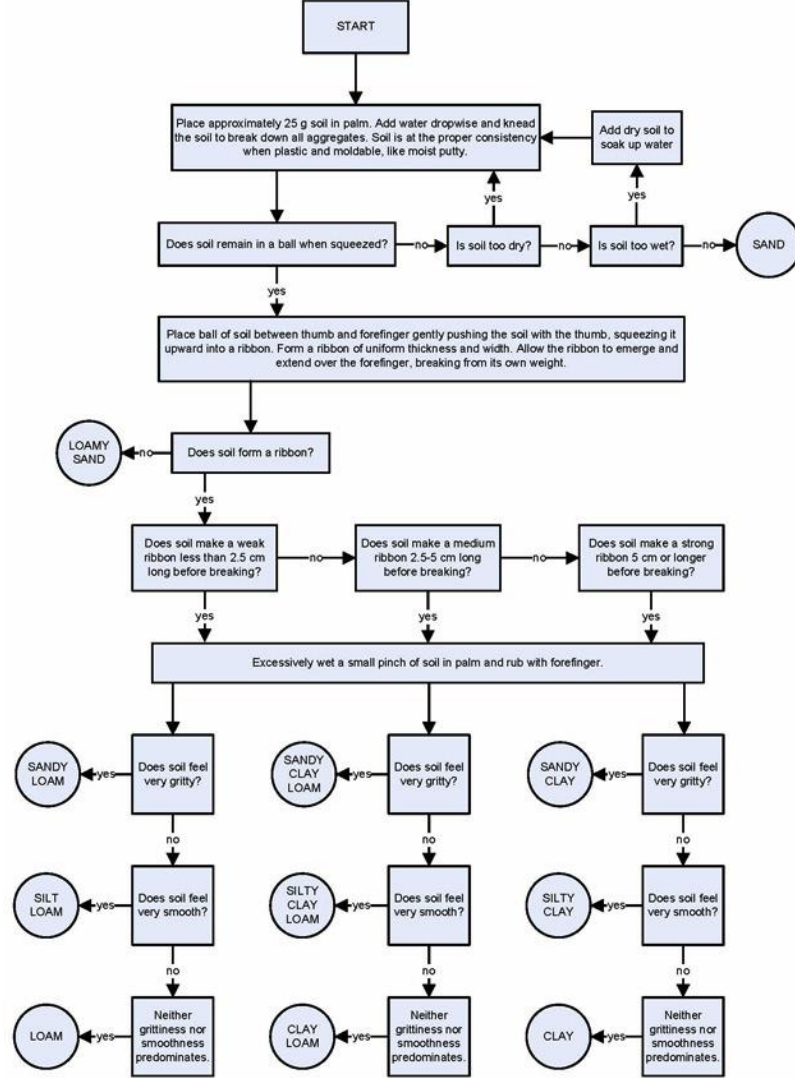 START
Place approximately 25 g soil in palm. Add water dropwise and knead
the soil to break down all aggregates. Soil is at the proper consistency
when plastic and moldable, like moist putty.
Add dry soil to
soak up water
yes
yes
Does soil remain in a ball when squeezed?
no
Is soil too dry?
no
Is soil too wet?
no
SAND
yes
Place ball of soil between thumb and forefinger gently pushing the soil with the thumb, squeezing it
upward into a ribbon. Form a ribbon of uniform thickness and width. Allow the ribbon to emerge and
extend over the forefinger, breaking from its own weight.
LOAMY
SAND
no
Does soil form a ribbon?
yes
Does soil make a weak
ribbon less than 2.5 cm
long before breaking?
no
Does soil make a medium
ribbon 2.5-5 cm long
before breaking?
no
Does soil make a strong
ribbon 5 cm or longer
before breaking?
yes
yes
yes
Excessively wet a small pinch of soil in palm and rub with forefinger.
SANDY
LOAM
yes
Does soil feel
very gritty?
SANDY
CLAY
LOAM
yes
Does soil feel
very gritty?
SANDY
CLAY
yes
Does soil feel
very gritty?
no
no
no
SILT
LOAM
yes
Does soil feel
very smooth?
SILTY
CLAY
LOAM
yes
Does soil feel
very smooth?
SILTY
CLAY
yes
Does soil feel
very smooth?
no
no
no
LOAM
yes
Neither
grittiness nor
smoothness
predominates.
CLAY
LOAM
yes
Neither
grittiness nor
smoothness
predominates.
CLAY
yes
Neither
grittiness nor
smoothness
predominates.